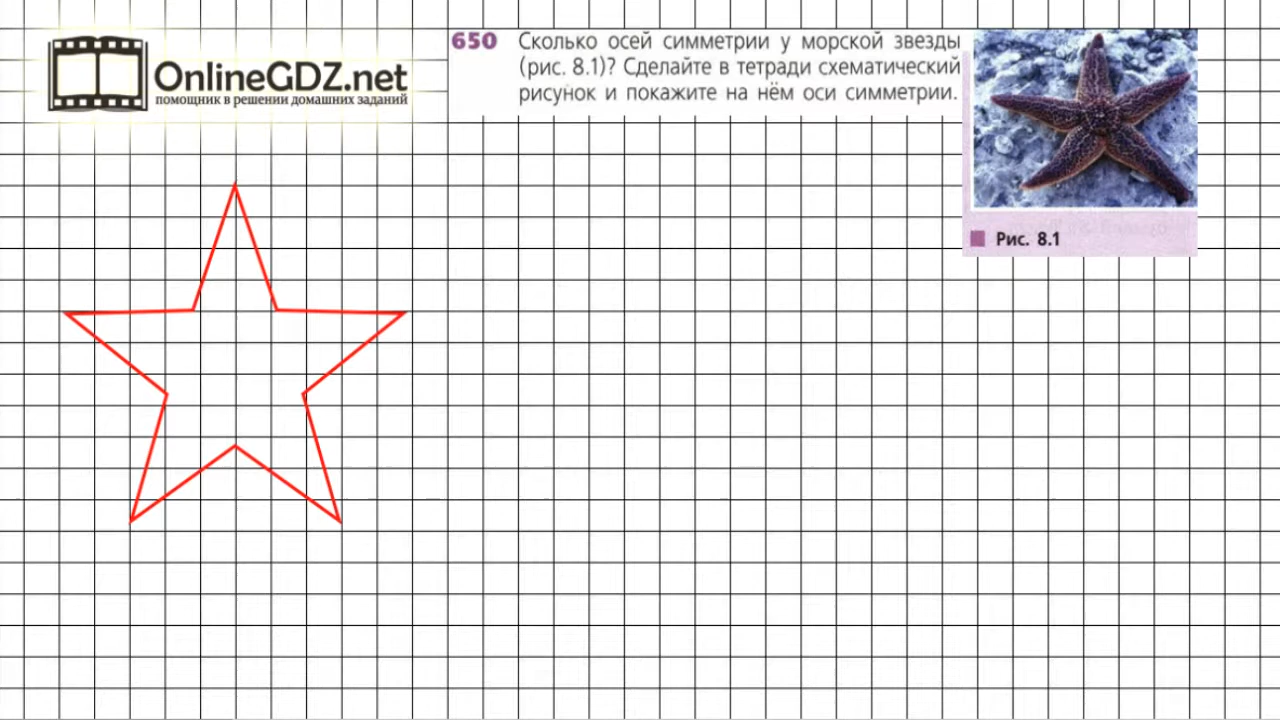 OnlineGDZ.net
помощник в решении домашних заданий
650 Сколько осей симметрии у морской звезды
(рис. 8.1)? Сделайте в тетради схематический
рисунок и покажите на нём оси симметрии.
Рис. 8.1